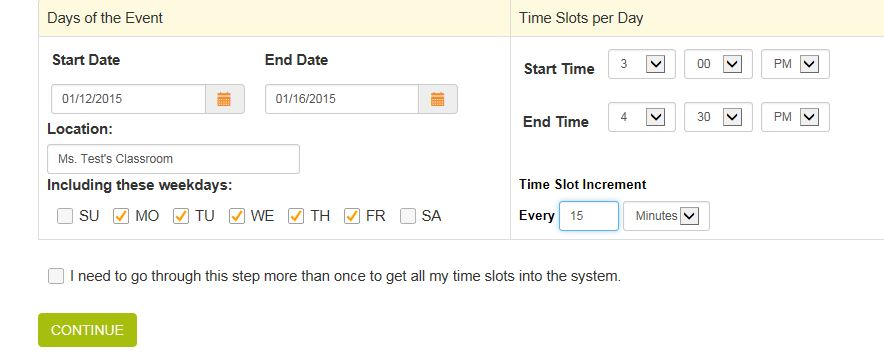 Days of the Event
Time Slots per Day
Start Date
End Date
01/12/2015
01/16/2015
Location:
Ms. Test's Classroom
Including these weekdays:
SU MO TU WE TH FR SA
Start Time 3 00 PM
End Time 4 30 PM
Time Slot Increment
Every 15 Minutes
I need to go through this step more than once to get all my time slots into the system.
CONTINUE